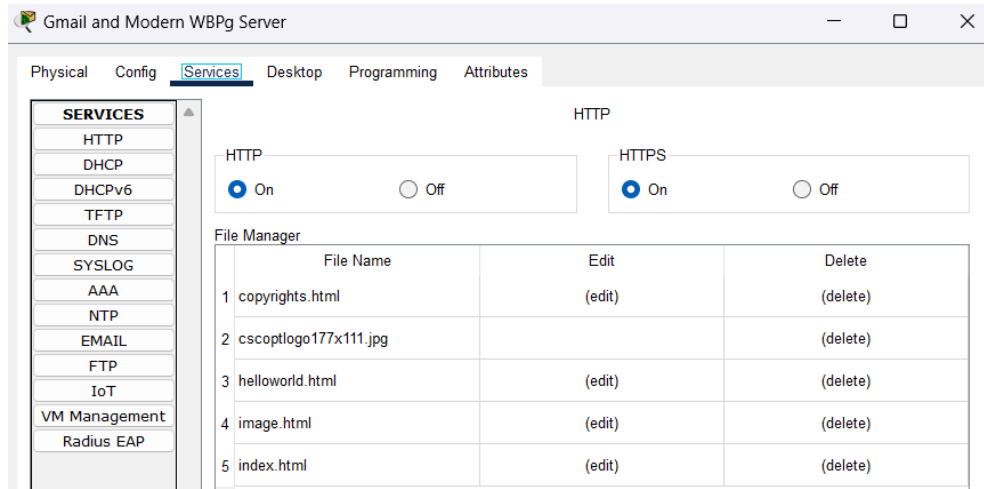 Gmail and Modern WBPg Server
Physical Config Services Desktop Programming Attributes
SERVICES
HTTP
DHCP
DHCPv6
TFTP
DNS
SYSLOG
AAA
NTP
EMAIL
FTP
IoT
VM Management
Radius EAP
HTTP
HTTP
On Off
HTTPS
On Off
File Manager
File Name Edit Delete
1 copyrights.html (edit) (delete)
2 cscoptlogo177x111.jpg (delete)
3 helloworld.html (edit) (delete)
4 image.html (edit) (delete)
5 index.html (edit) (delete)